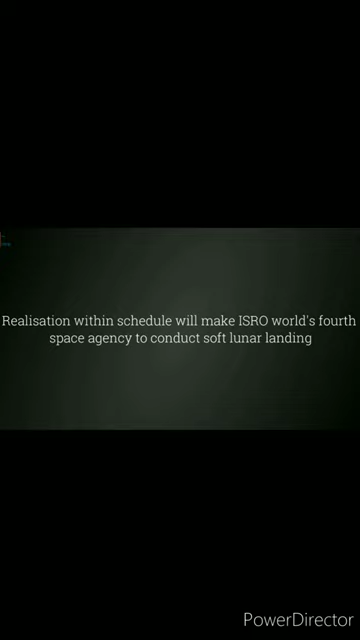 Realisation within schedule will make ISRO world's fourth
space agency to conduct soft lunar landing
PowerDirector